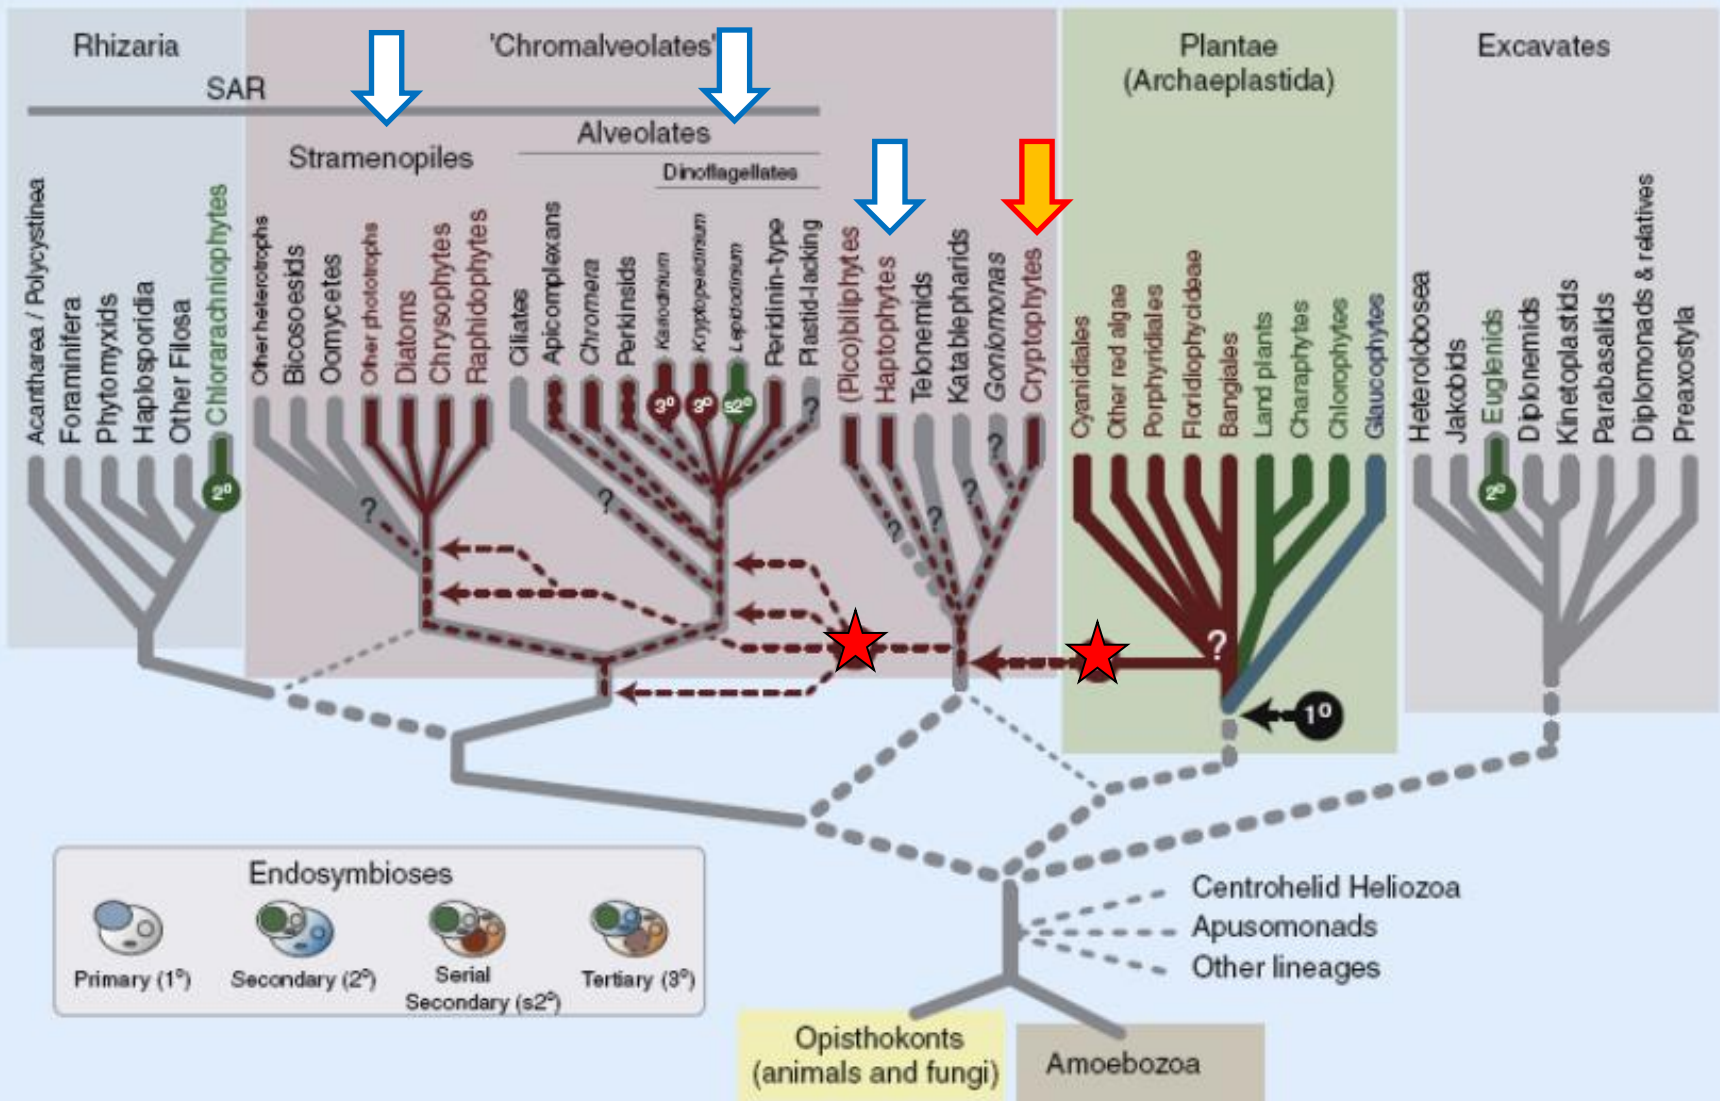 Rhizaria
'Chromalveolates'
Plantae
(Archaeplastida)
Excavates
SAR
Alveolates
Stramenopiles
Dinoflagellates
Acantharea / Polycystinea
Foraminifera
Phytomyxids
Haplosporidia
Other Filosa
Chlorarachniophytes
Other heterotrophs
Bicosoesids
Oomycetes
Other phototrophs
Diatoms
Chrysophytes
Raphidophytes
Ciliates
Apicomplexans
Chromera
Perkinsids
Karlodinium
Kryptoperidinium
Lepidodinium
Peridinin-type
Plastid-lacking
(Pico)biliphytes
Haptophytes
Telonemids
Katablepharids
Goniomonas
Cryptophytes
Cyanidiales
Other red algae
Porphyridiales
Floridiophycideae
Bangiales
Land plants
Charaphytes
Chlorophytes
Glaucophytes
Heterolobosea
Jakobids
Euglenids
Diplonemids
Kinetoplastids
Parabasalids
Diplomonads & relatives
Preaxostyla
3º
3º
s2º
?
?
2º
2º
?
?
?
?
?
?
1º
Endosymbioses
Primary (1º)
Secondary (2º)
Serial
Secondary (s2º)
Tertiary (3º)
Centrohelid Heliozoa
Apusomonads
Other lineages
Opisthokonts
(animals and fungi)
Amoebozoa